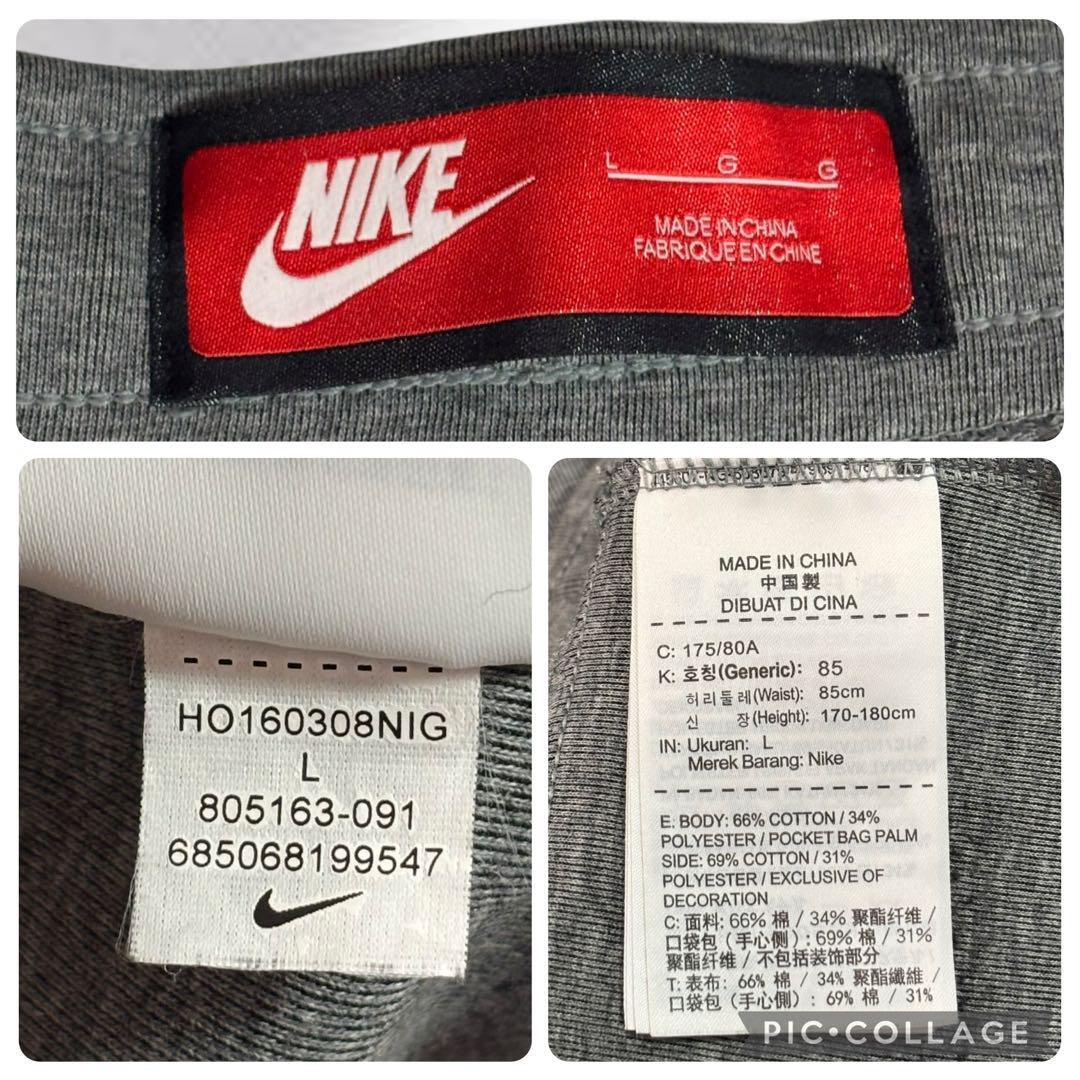 NIKE
L G G
MADE IN CHINA
FABRIQUE EN CHINE
HO160308NIG
L
805163-091
685068199547
MADE IN CHINA
中国製
DIBUAT DI CINA
C: 175/80A
K: 호칭(Generic): 85
허리둘레(Waist): 85cm
신 장(Height): 170-180cm
IN: Ukuran: L
Merek Barang: Nike
E: BODY: 66% COTTON / 34%
POLYESTER / POCKET BAG PALM
SIDE: 69% COTTON / 31%
POLYESTER / EXCLUSIVE OF
DECORATION
C: 面料: 66% 棉 / 34% 聚酯纤维 /
口袋包 (手心侧) : 69% 棉 / 31%
聚酯纤维 / 不包括装饰部分
T: 表布: 66% 棉 / 34% 聚酯纖維 /
口袋包 (手心側) : 69% 棉 / 31%
PIC•COLLAGE